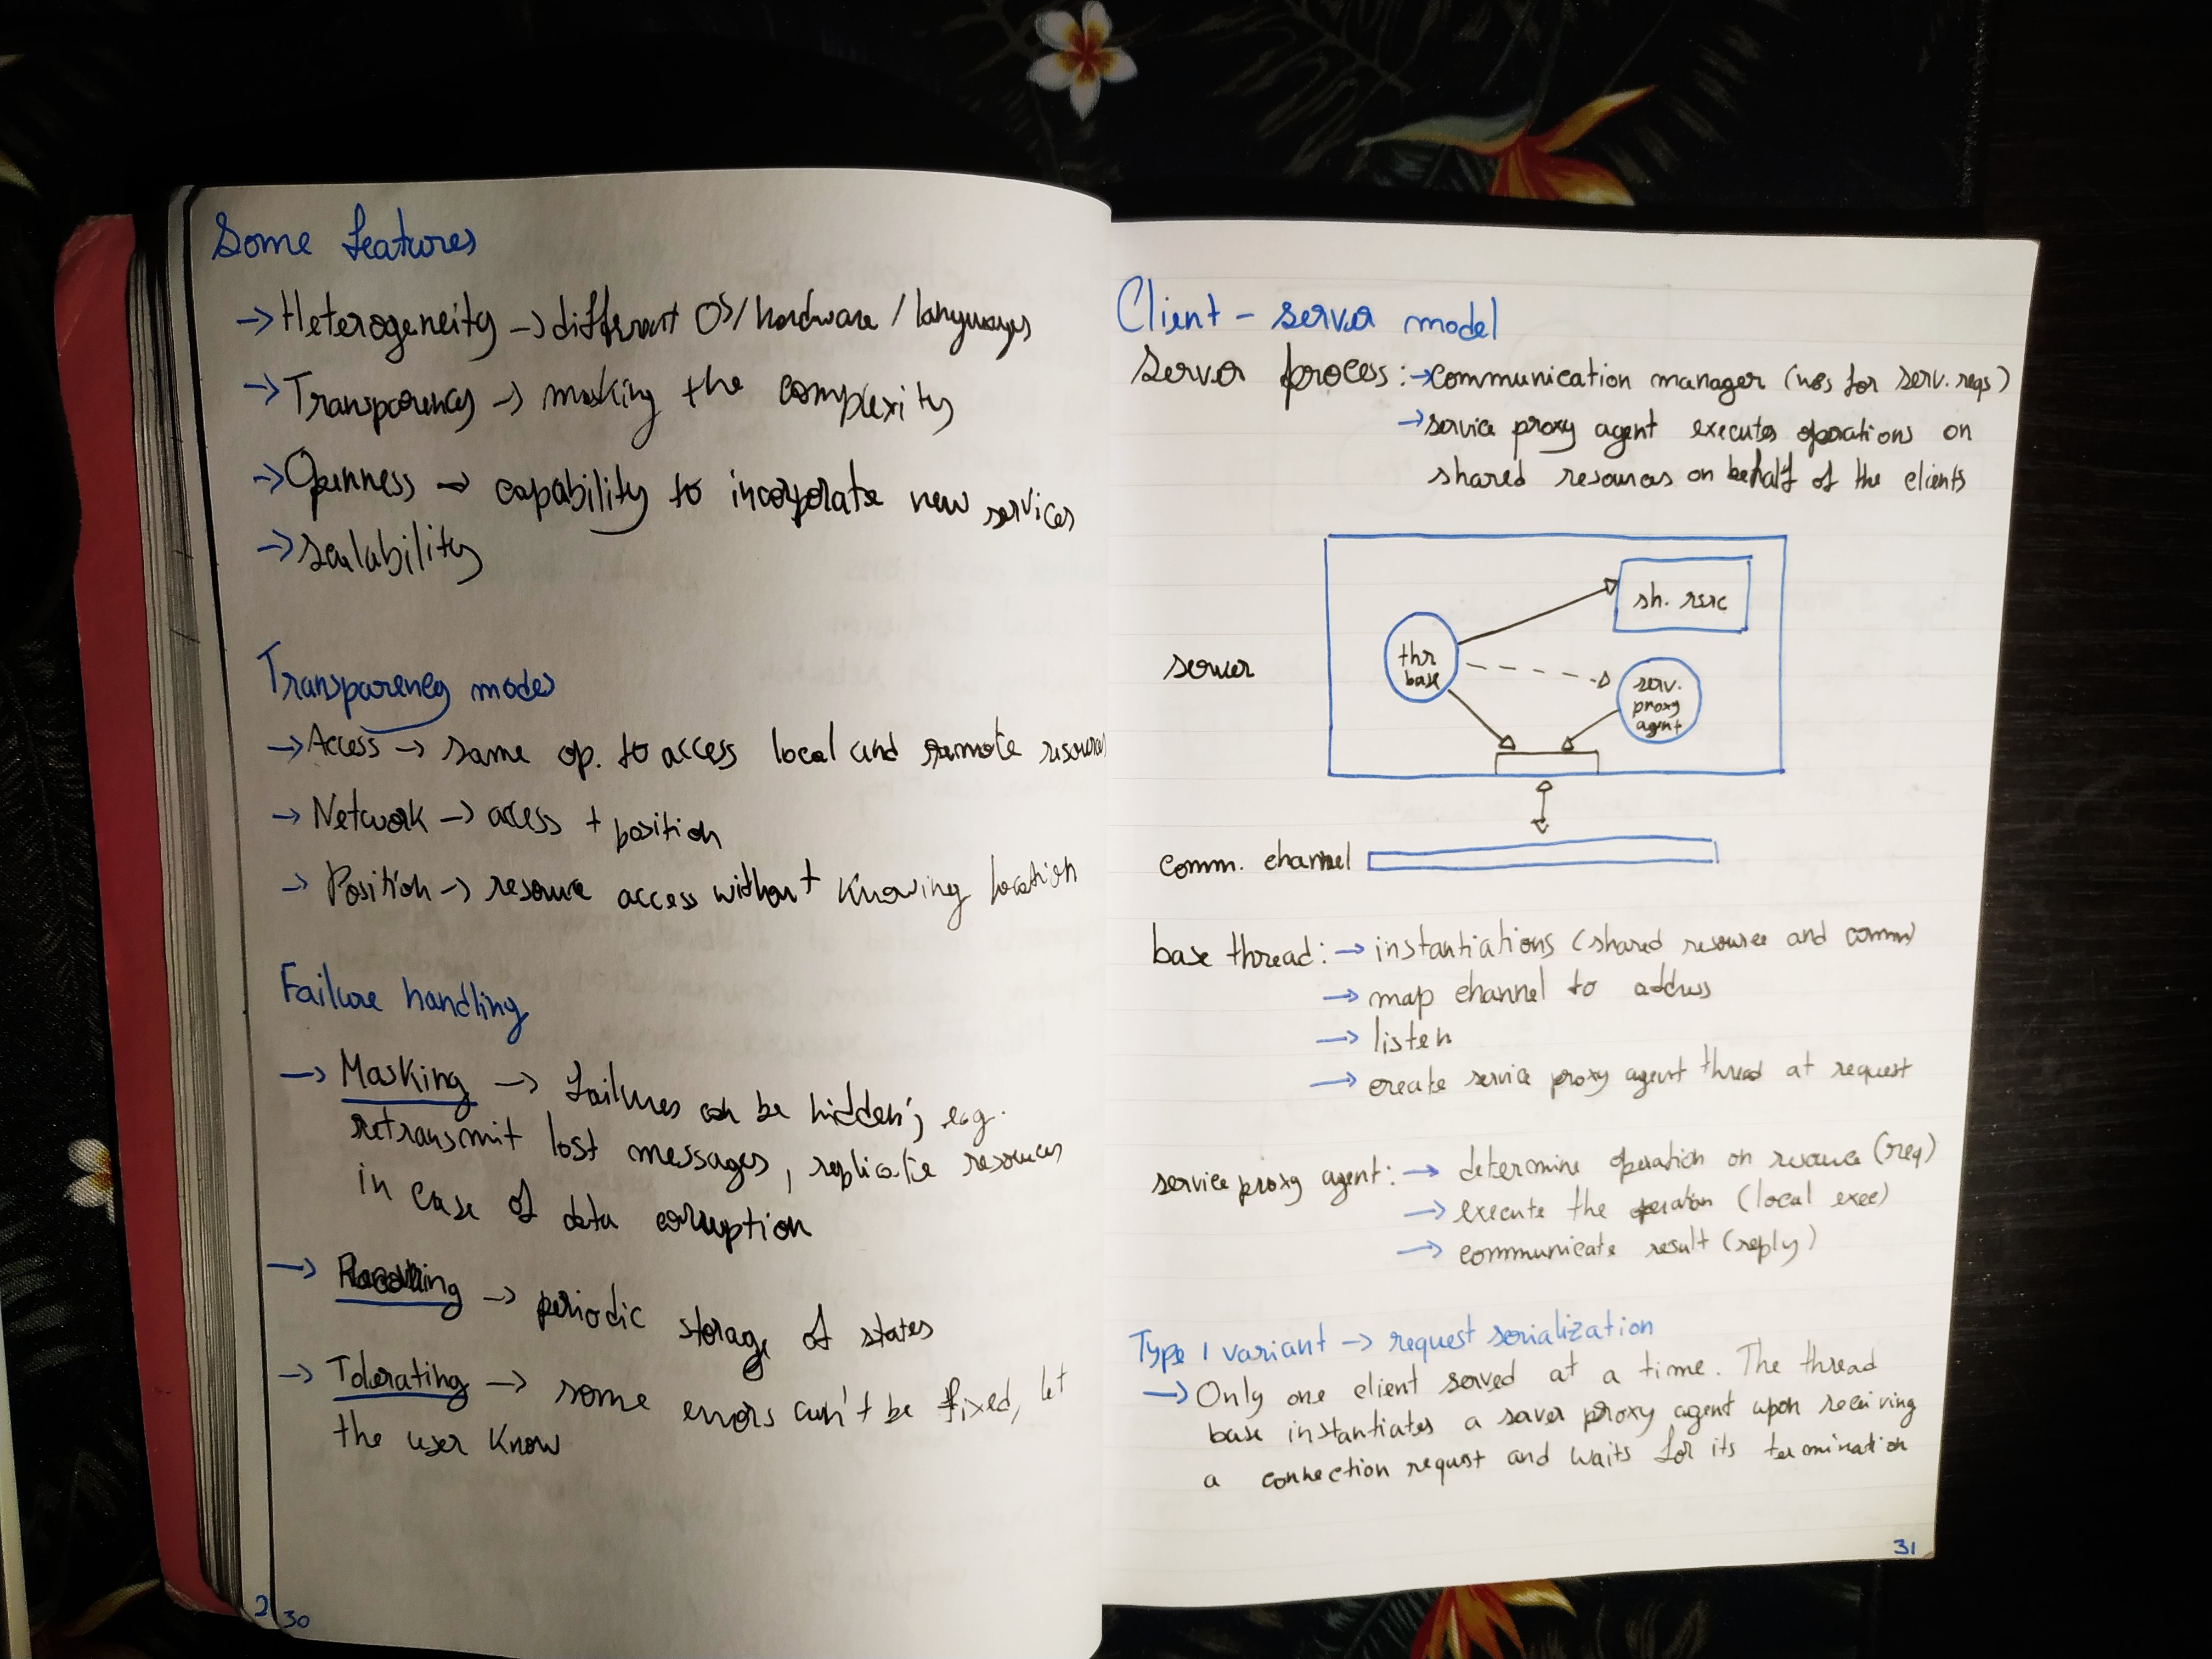 Some features
→ Heterogeneity → different OS / hardware / languages
→ Transparency → masking the complexity
→ Openness → capability to incorporate new services
→ Scalability
Transparency modes
→ Access → same op. to access local and remote resources
→ Network → access + position
→ Position → resource access without knowing location
Failure handling
→ Masking → failures can be hidden; e.g.
retransmit lost messages, replicate resources
in case of data corruption
→ → periodic storage of states
→ Tolerating → some errors can't be fixed, let
the user know
2 30
Client - server model
Server process: → communication manager ( for serv. reqs)
→ service proxy agent executes operations on
shared resources on behalf of the clients
server
thr
base
sh. rsrc
serv.
proxy
agent
comm. channel
base thread: → instantiations (shared resource and comm)
→ map channel to address
→ listen
→ create service proxy agent thread at request
service proxy agent: → determine operation on resource (req)
→ execute the operation (local exec)
→ communicate result (reply)
Type 1 variant → request serialization
→ Only one client served at a time. The thread
base instantiates a server proxy agent upon receiving
a connection request and waits for its termination
31